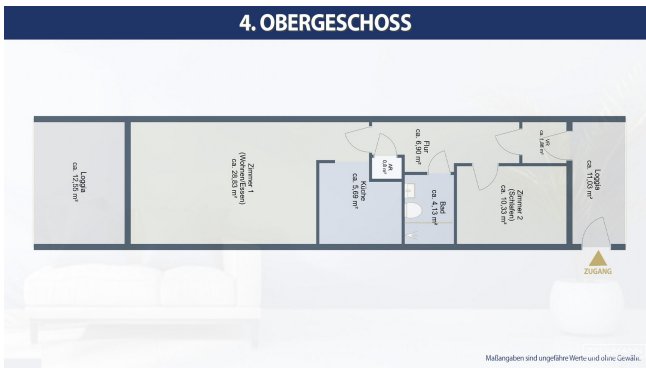 4. OBERGESCHOSS
Loggia
ca. 12,50 m²
Zimmer 1
(Wohnen/Essen)
ca. 28,83 m²
Küche
ca. 5,69 m²
AR
Flur
ca. 6,90 m²
Bad
ca. 4,13 m²
Zimmer 2
(Schlafen)
ca. 10,33 m²
VR
Loggia
ca. 11,03 m²
ZUGANG
Maßangaben sind ungefähre Werte und ohne Gewähr.